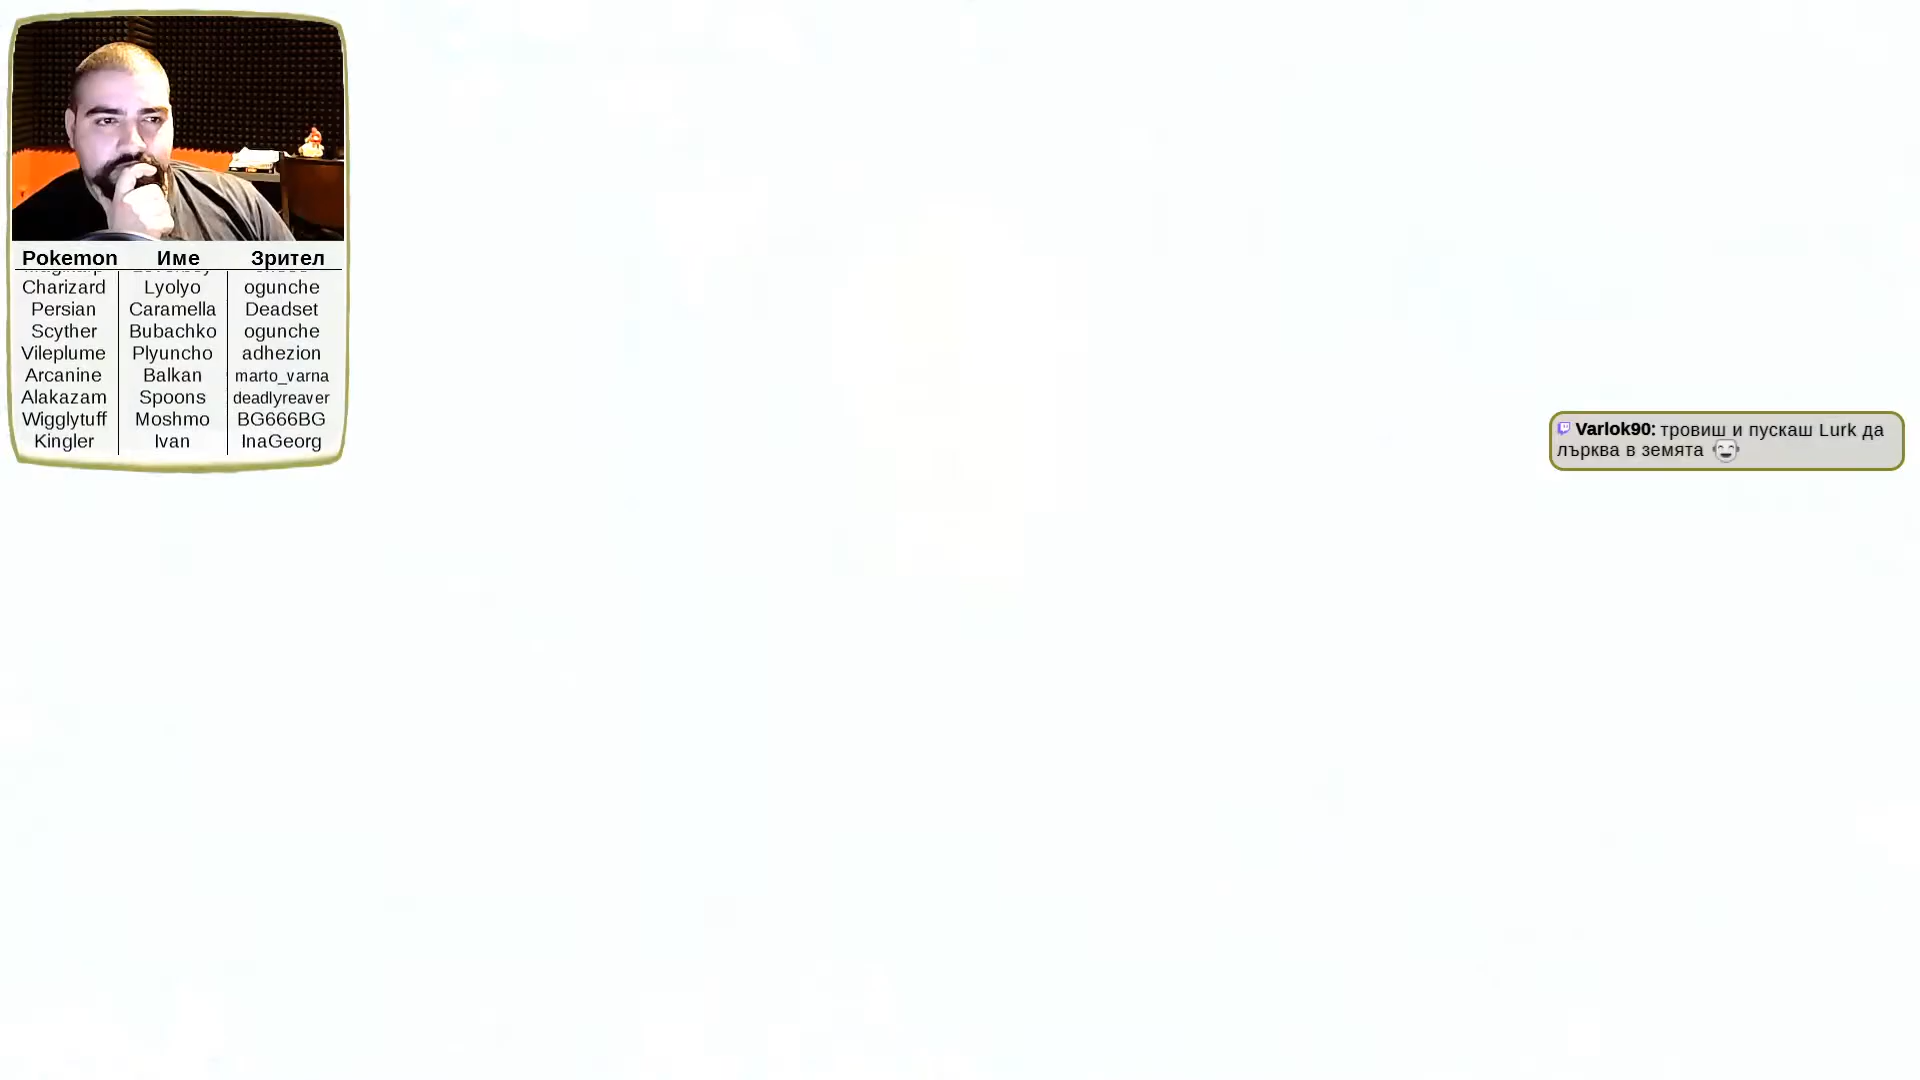 Pokemon Име Зрител
Charizard Lyolyo ogunche
Persian Caramella Deadset
Scyther Bubachko ogunche
Vileplume Plyuncho adhezion
Arcanine Balkan marto_varna
Alakazam Spoons deadlyreaver
Wigglytuff Moshmo BG666BG
Kingler Ivan InaGeorg
Varlok90: тровиш и пускаш Lurk да
лърква в земята